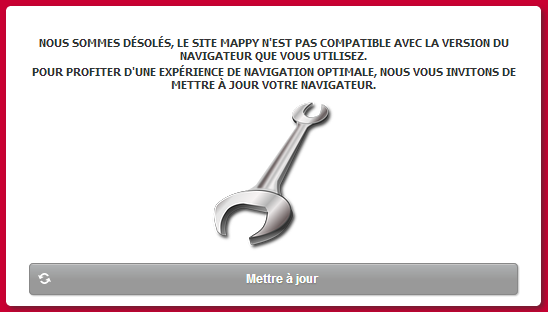 NOUS SOMMES DÉSOLÉS, LE SITE MAPPY N'EST PAS COMPATIBLE AVEC LA VERSION DU
NAVIGATEUR QUE VOUS UTILISEZ.
POUR PROFITER D'UNE EXPÉRIENCE DE NAVIGATION OPTIMALE, NOUS VOUS INVITONS DE
METTRE À JOUR VOTRE NAVIGATEUR.
Mettre à jour